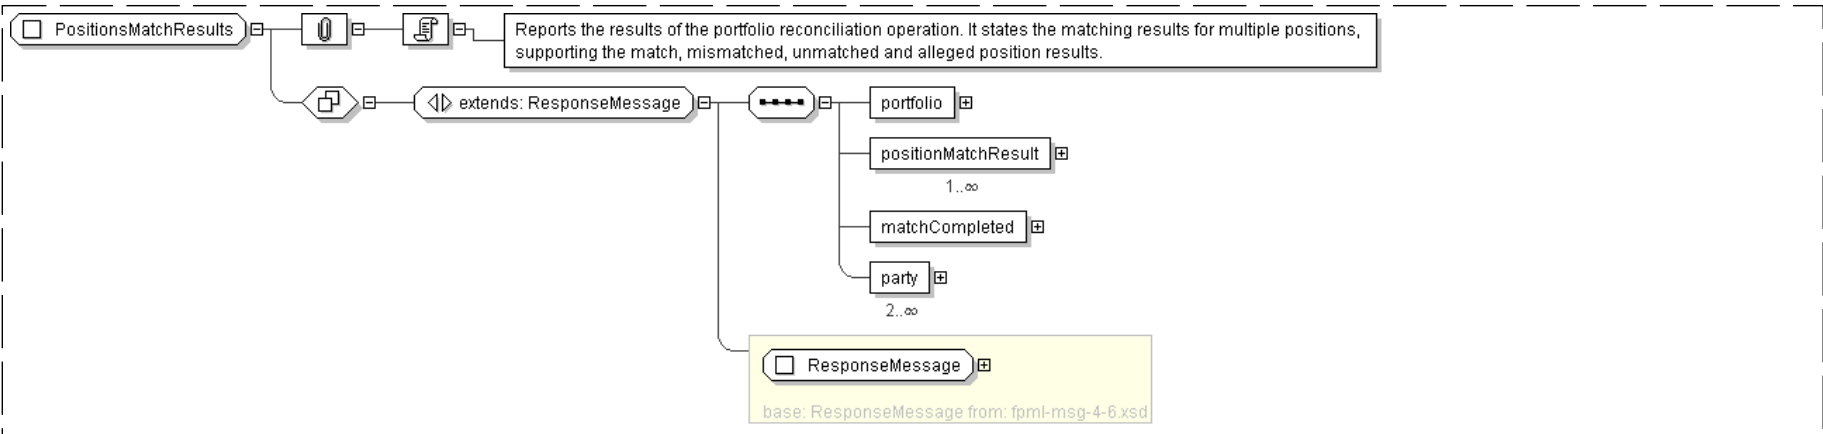 PositionsMatchResults
Reports the results of the portfolio reconciliation operation. It states the matching results for multiple positions,
supporting the match, mismatched, unmatched and alleged position results.
extends: ResponseMessage
portfolio
positionMatchResult
1..∞
matchCompleted
party
2..∞
ResponseMessage
base: ResponseMessage from: fpml-msg-4-6.xsd